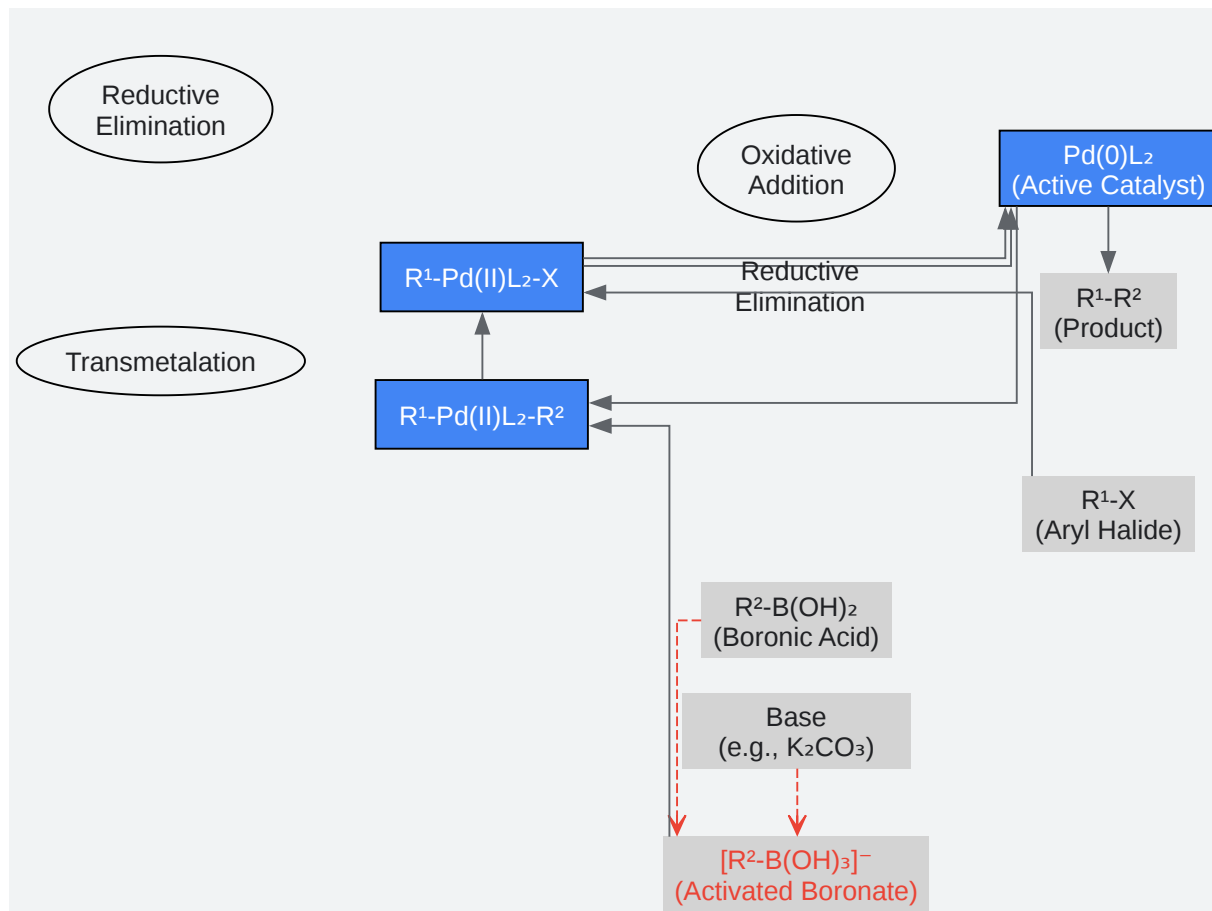 Reductive
Elimination
Oxidative
Addition
Pd(0)L₂
(Active Catalyst)
R¹-Pd(II)L₂-X
Reductive
Elimination
R¹-R²
(Product)
Transmetalation
R¹-Pd(II)L₂-R²
R¹-X
(Aryl Halide)
R²-B(OH)₂
(Boronic Acid)
Base
(e.g., K₂CO₃)
[R²-B(OH)₃]⁻
(Activated Boronate)